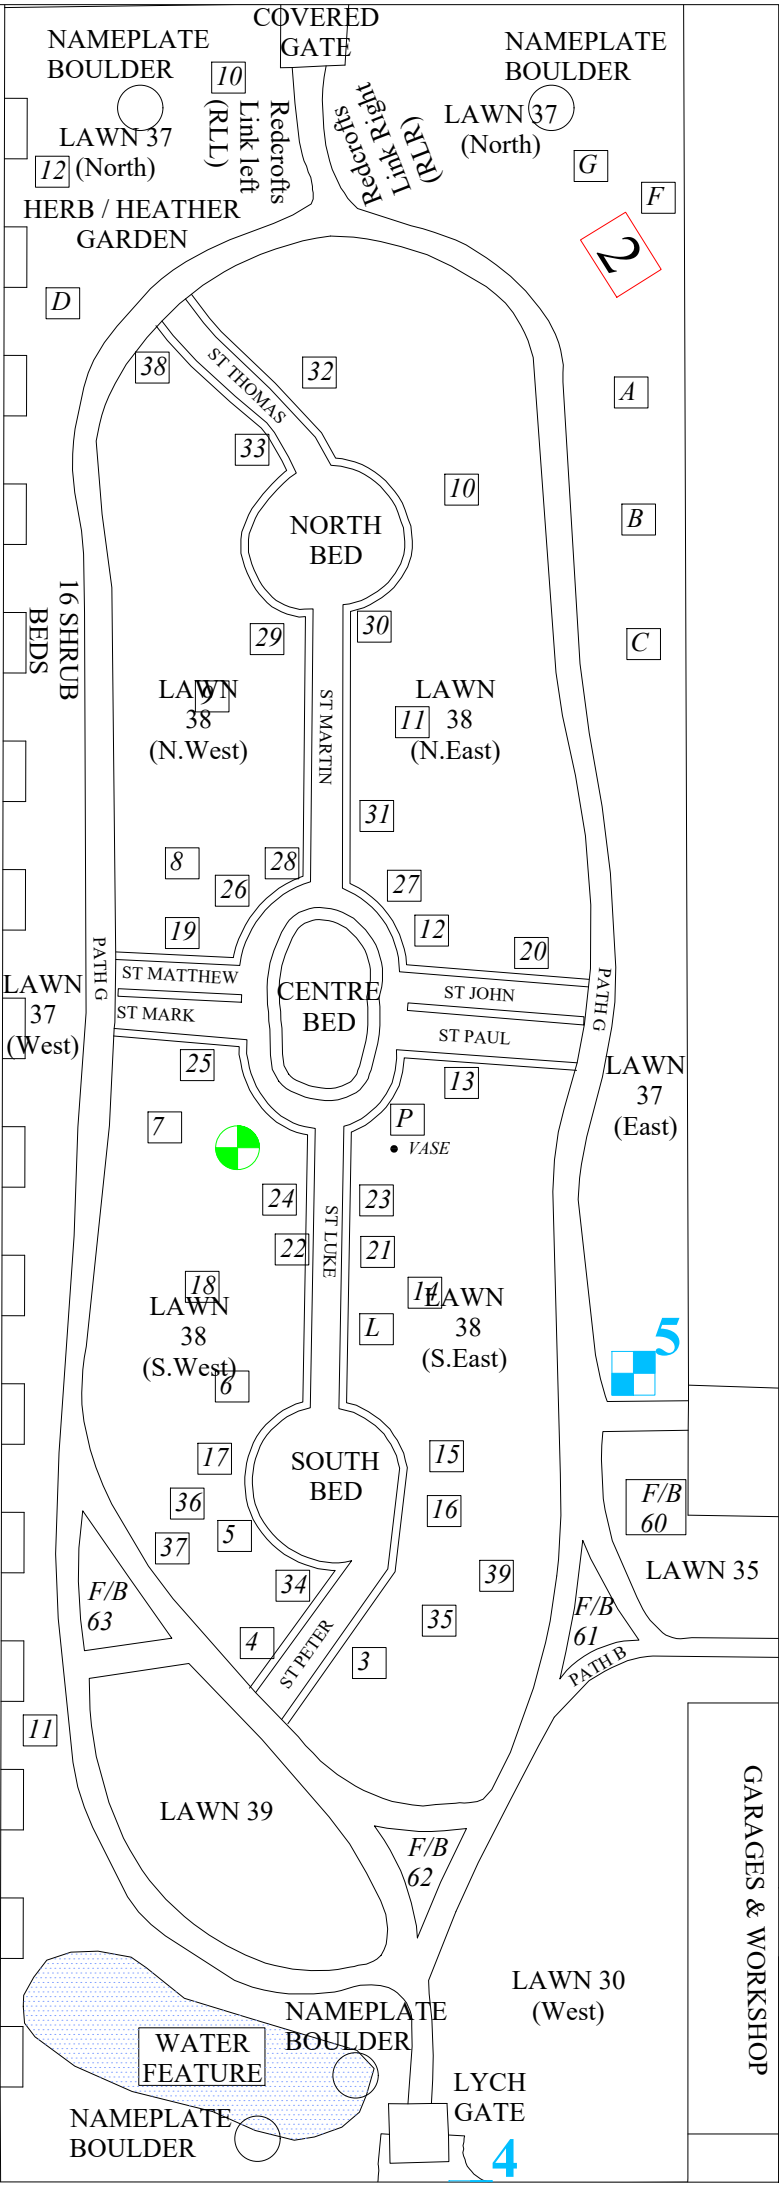 COVERED
GATE
NAMEPLATE
BOULDER
10
Redcrofts
Link left
(RLL)
Redcrofts
Link Right
(RLR)
NAMEPLATE
BOULDER
LAWN 37
(North)
12
LAWN 37
(North)
G
F
HERB / HEATHER
GARDEN
2
D
38
ST THOMAS
32
A
33
10
B
NORTH
BED
16 SHRUB
BEDS
29
30
C
LAWN
38
(N.West)
9
ST MARTIN
LAWN
38
(N.East)
11
31
8
28
26
27
19
12
20
PATH G
ST MATTHEW
ST MARK
LAWN
37
(West)
CENTRE
BED
ST JOHN
ST PAUL
PATH G
25
13
LAWN
37
(East)
7
P
VASE
24
23
ST LUKE
22
21
18
LAWN
38
(S.West)
6
14
LAWN
38
(S.East)
L
5
17
SOUTH
BED
15
36
16
F/B
60
5
37
34
39
LAWN 35
F/B
63
F/B
61
35
4
ST PETER
3
PATH B
11
LAWN 39
F/B
62
GARAGES & WORKSHOP
LAWN 30
(West)
NAMEPLATE
BOULDER
WATER
FEATURE
LYCH
GATE
NAMEPLATE
BOULDER
4